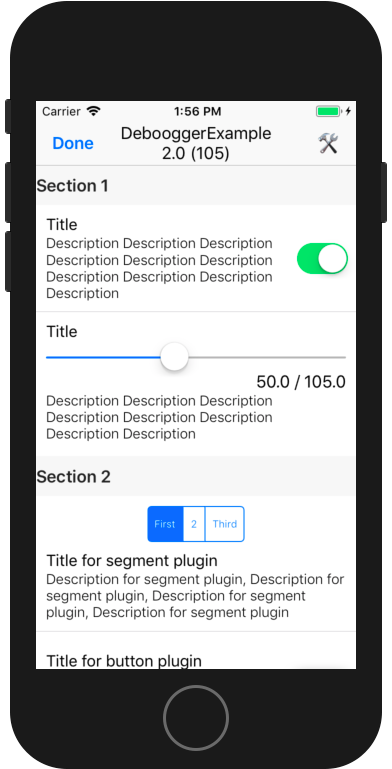 Carrier 1:56 PM
Done DebooggerExample
2.0 (105)
Section 1
Title
Description Description Description
Description Description Description
Description Description Description
Description
Title
50.0 / 105.0
Description Description Description
Description Description Description
Description Description
Section 2
First 2 Third
Title for segment plugin
Description for segment plugin, Description for
segment plugin, Description for segment
plugin, Description for segment plugin
Title for button plugin